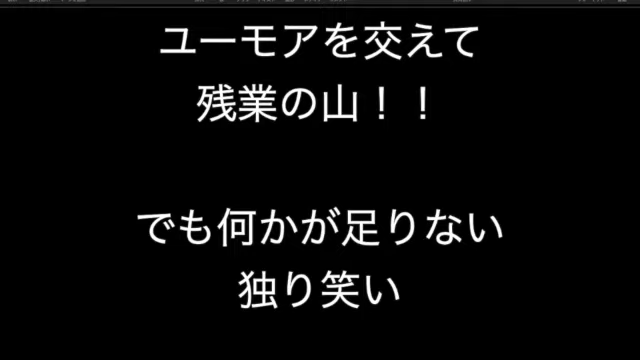 ユーモアを交えて
残業の山！！
でも何かが足りない
独り笑い